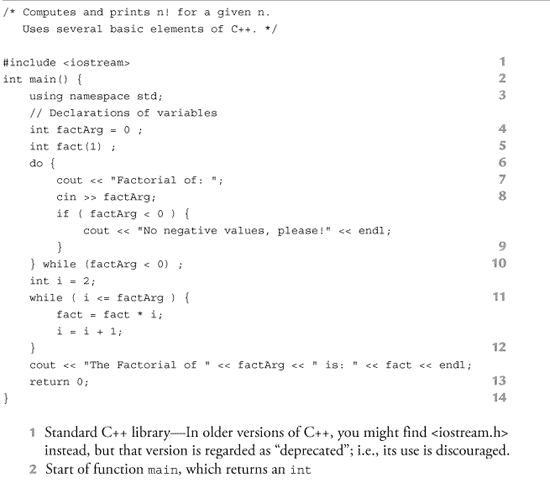 /* Computes and prints n! for a given n.
   Uses several basic elements of C++. */
#include <iostream> 1
int main() { 2
    using namespace std; 3
    // Declarations of variables
    int factArg = 0 ; 4
    int fact(1) ; 5
    do { 6
        cout << "Factorial of: "; 7
        cin >> factArg; 8
        if ( factArg < 0 ) {
            cout << "No negative values, please!" << endl;
        } 9
    } while (factArg < 0) ; 10
    int i = 2;
    while ( i <= factArg ) { 11
        fact = fact * i;
        i = i + 1;
    } 12
    cout << "The Factorial of " << factArg << " is: " << fact << endl;
    return 0; 13
} 14
1 Standard C++ library—In older versions of C++, you might find <iostream.h>
instead, but that version is regarded as “deprecated”; i.e., its use is discouraged.
2 Start of function main, which returns an int